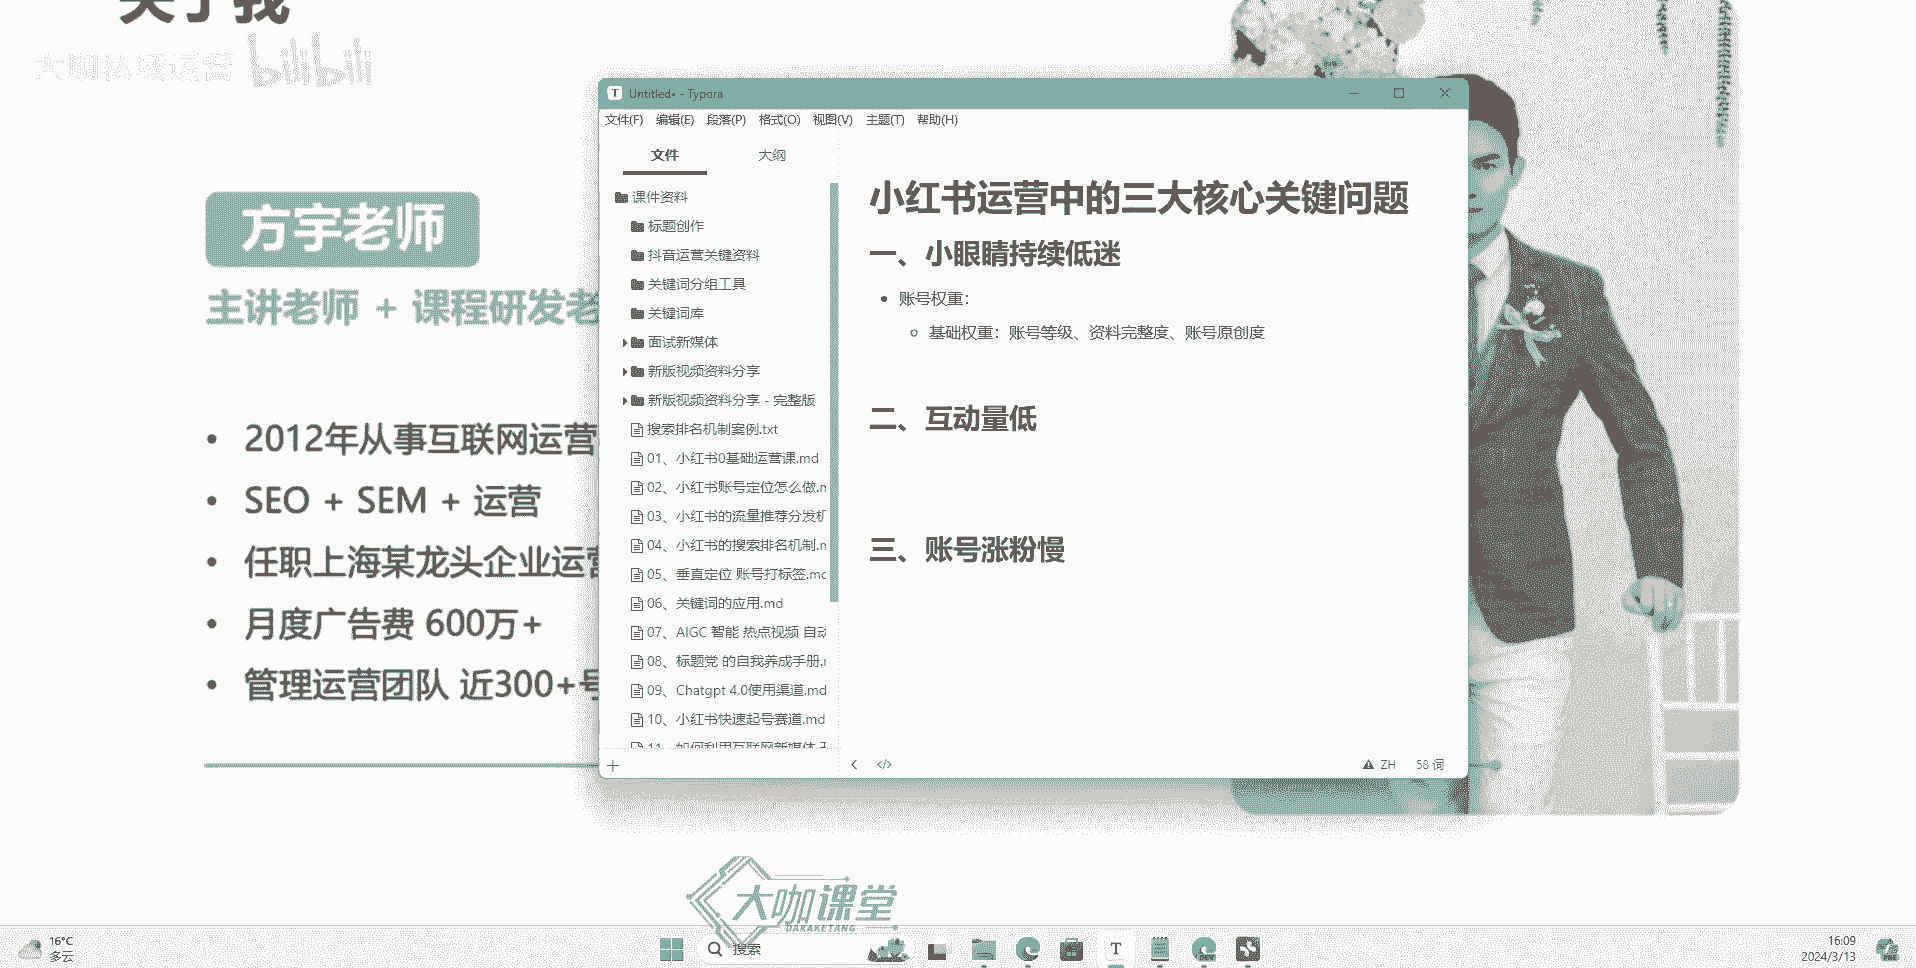 关于我
大咖私域运营 bilibili
方宇老师
主讲老师 + 课程研发老
• 2012年从事互联网运营
• SEO + SEM + 运营
• 任职上海某龙头企业运营
• 月度广告费 600万+
• 管理运营团队 近300+号
Untitled• - Typora
文件(F) 编辑(E) 段落(P) 格式(O) 视图(V) 主题(T) 帮助(H)
文件 大纲
课件资料
标题创作
抖音运营关键资料
关键词分组工具
关键词库
面试新媒体
新版视频资料分享
新版视频资料分享 - 完整版
搜索排名机制案例.txt
01、小红书0基础运营课.md
02、小红书账号定位怎么做.m
03、小红书的流量推荐分发机
04、小红书的搜索排名机制.m
05、垂直定位 账号打标签.md
06、关键词的应用.md
07、AIGC 智能 热点视频 自动
08、标题党 的自我养成手册.m
09、Chatgpt 4.0使用渠道.md
10、小红书快速起号赛道.md
11、如何利用互联网新媒体
小红书运营中的三大核心关键问题
一、小眼睛持续低迷
• 账号权重：
◦ 基础权重：账号等级、资料完整度、账号原创度
二、互动量低
三、账号涨粉慢
</> ZH 58 词
大咖课堂
DAKAKETANG
16°C
多云
搜索
T
DEV
16:09
2024/3/13
PRE